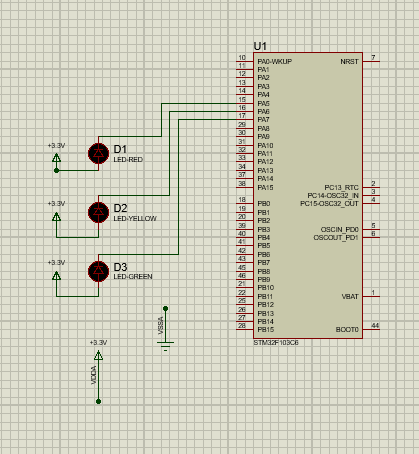 U1
10 PA0-WKUP NRST 7
11 PA1
12 PA2
13 PA3
14 PA4
15 PA5
16 PA6
17 PA7
29 PA8
30 PA9
31 PA10
32 PA11
33 PA12
34 PA13
37 PA14
38 PA15 PC13_RTC 2
PC14-OSC32_IN 3
18 PB0 PC15-OSC32_OUT 4
19 PB1
20 PB2
39 PB3 OSCIN_PD0 5
40 PB4 OSCOUT_PD1 6
41 PB5
42 PB6
43 PB7
45 PB8
46 PB9
21 PB10
22 PB11 VBAT 1
25 PB12
26 PB13
27 PB14
28 PB15 BOOT0 44
STM32F103C6
+3.3V
D1
LED-RED
+3.3V
D2
LED-YELLOW
+3.3V
D3
LED-GREEN
VSSA
+3.3V
VDDA